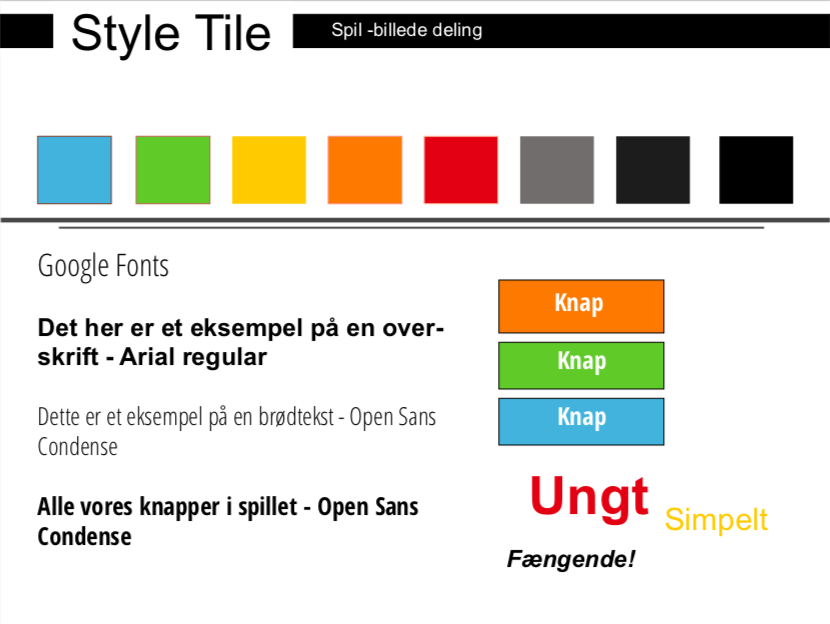 Style Tile
Spil -billede deling
Google Fonts
Det her er et eksempel på en over-
skrift - Arial regular
Dette er et eksempel på en brødtekst - Open Sans
Condense
Alle vores knapper i spillet - Open Sans
Condense
Knap
Knap
Knap
Ungt
Simpelt
Fængende!